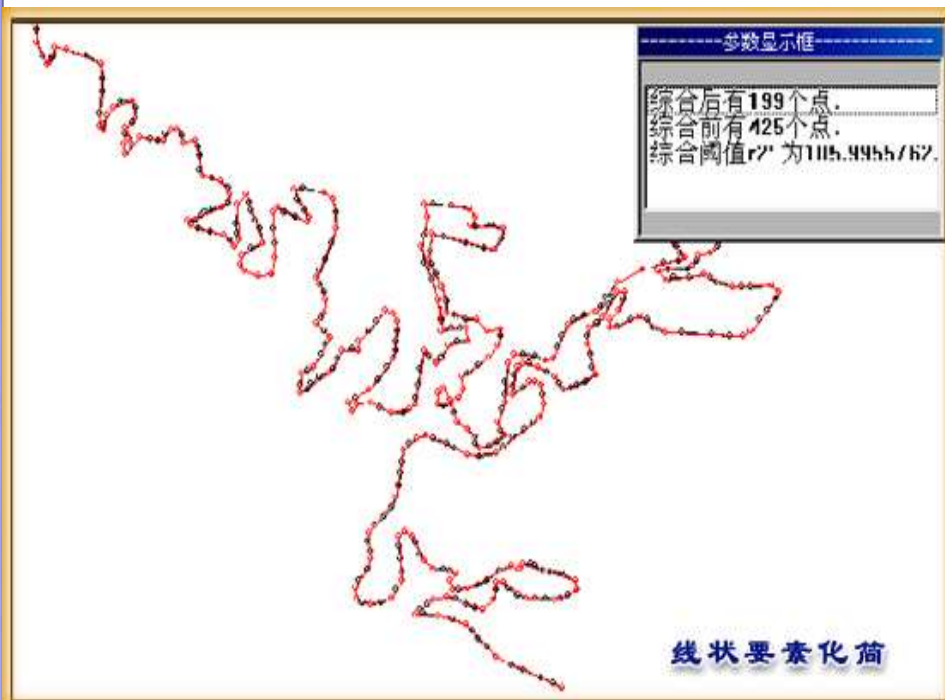 ----------参数显示框--------------
综合后有199个点.
综合前有425个点.
综合阈值r2' 为105.9955762.
线状要素化简